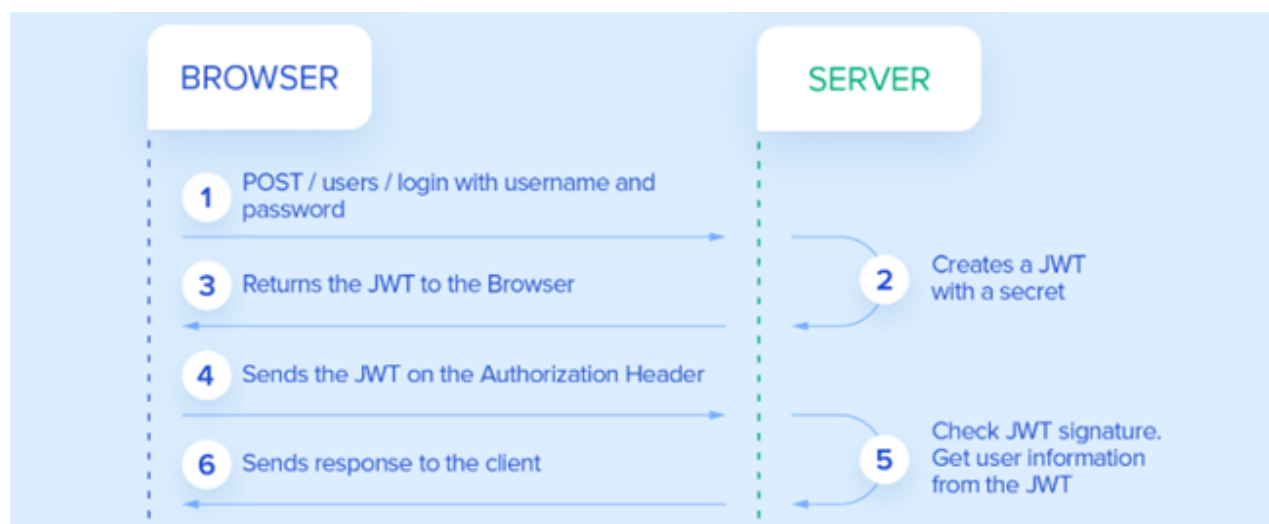 BROWSER
SERVER
1
POST / users / login with username and
password
2
Creates a JWT
with a secret
3
Returns the JWT to the Browser
4
Sends the JWT on the Authorization Header
5
Check JWT signature.
Get user information
from the JWT
6
Sends response to the client